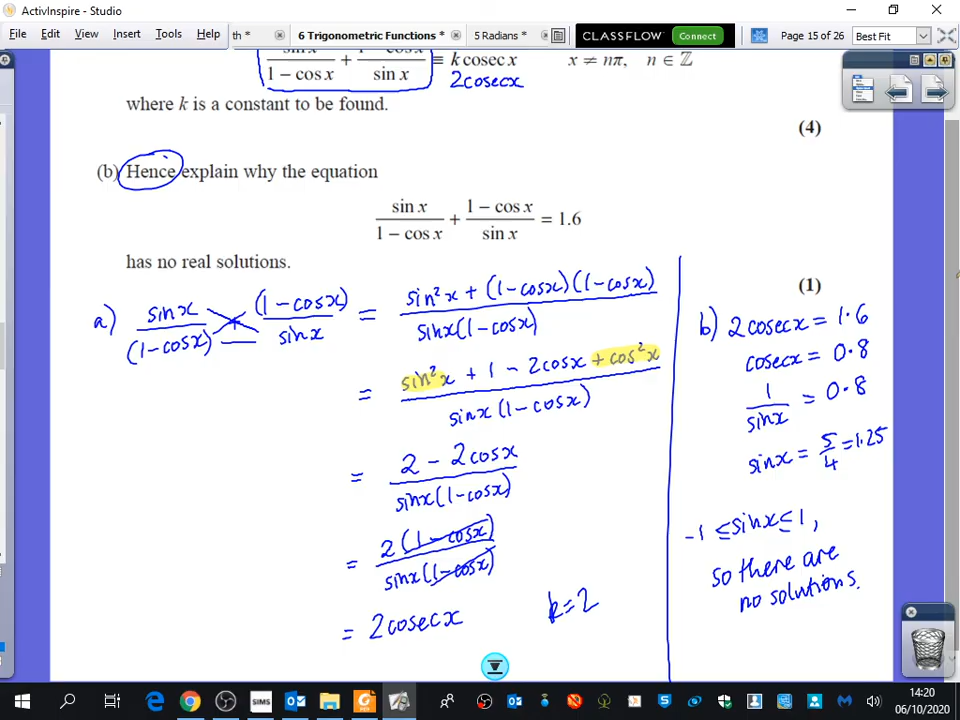 ActivInspire - Studio
File Edit View Insert Tools Help
th * 6 Trigonometric Functions * 5 Radians * CLASSFLOW Connect Page 15 of 26 Best Fit
sin x / (1 − cos x) + (1 − cos x) / sin x ≡ k cosec x x ≠ nπ, n ∈ ℤ
2cosecx
where k is a constant to be found.
(4)
(b) Hence explain why the equation
sin x / (1 − cos x) + (1 − cos x) / sin x = 1.6
has no real solutions.
(1)
a) sinx / (1-cosx) + (1-cosx) / sinx = (sin²x + (1-cosx)(1-cosx)) / (sinx(1-cosx))
= (sin²x + 1 - 2cosx + cos²x) / (sinx(1-cosx))
= (2 - 2cosx) / (sinx(1-cosx))
= 2(1-cosx) / (sinx(1-cosx))
= 2cosecx k=2
b) 2cosecx = 1.6
cosecx = 0.8
1 / sinx = 0.8
sinx = 5/4 = 1.25
-1 ≤ sinx ≤ 1,
so there are
no solutions.
SIMS
14:20
06/10/2020